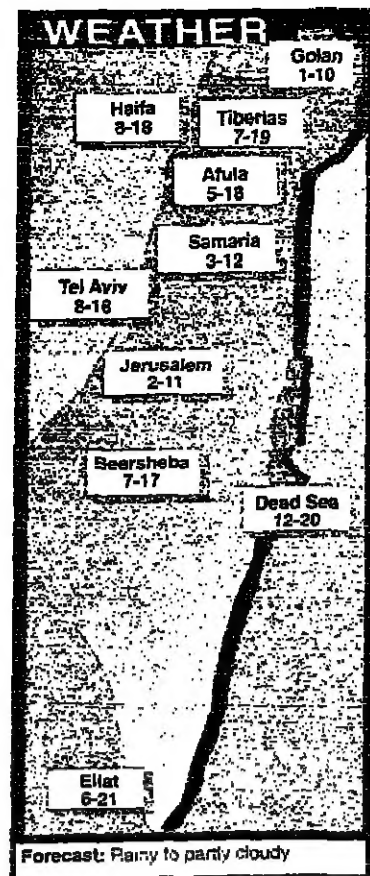 WEATHER
Golan
1-10
Haifa
8-18
Tiberias
7-19
Afula
5-18
Samaria
3-12
Tel Aviv
8-16
Jerusalem
2-11
Beersheba
7-17
Dead Sea
12-20
Eilat
6-21
Forecast: Rainy to partly cloudy